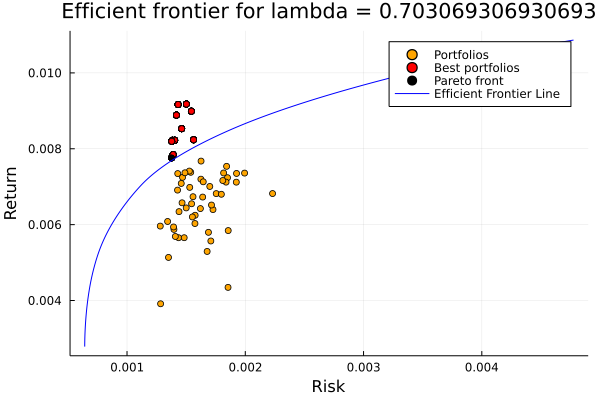 Efficient frontier for lambda = 0.703069306930693
Portfolios
Best portfolios
Pareto front
Efficient Frontier Line
Return
0.010
0.008
0.006
0.004
0.001
0.002
0.003
0.004
Risk